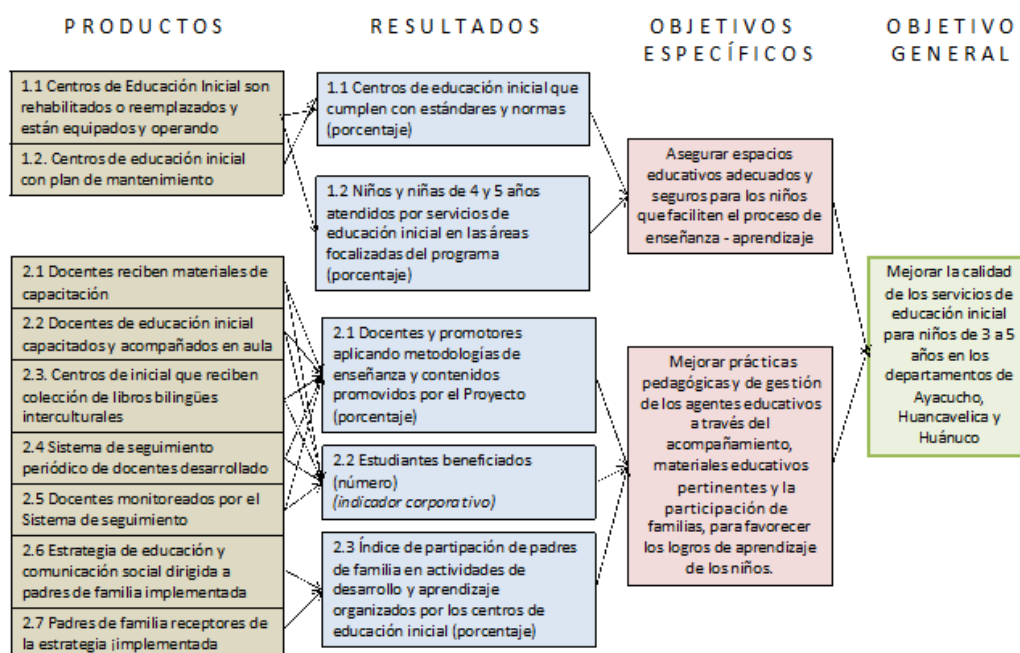 PRODUCTOS
RESULTADOS
OBJETIVOS
ESPECÍFICOS
OBJETIVO
GENERAL
1.1 Centros de Educación Inicial son
rehabilitados o reemplazados y
están equipados y operando
1.2. Centros de educación inicial
con plan de mantenimiento
2.1 Docentes reciben materiales de
capacitación
2.2 Docentes de educación inicial
capacitados y acompañados en aula
2.3. Centros de inicial que reciben
colección de libros bilingües
interculturales
2.4 Sistema de seguimiento
periódico de docentes desarrollado
2.5 Docentes monitoreados por el
Sistema de seguimiento
2.6 Estrategia de educación y
comunicación social dirigida a
padres de familia implementada
2.7 Padres de familia receptores de
la estrategia ¡implementada
1.1 Centros de educación inicial que
cumplen con estándares y normas
(porcentaje)
1.2 Niños y niñas de 4 y 5 años
atendidos por servicios de
educación inicial en las áreas
focalizadas del programa
(porcentaje)
2.1 Docentes y promotores
aplicando metodologías de
enseñanza y contenidos
promovidos por el Proyecto
(porcentaje)
2.2 Estudiantes beneficiados
(número)
(indicador corporativo)
2.3 Índice de partipación de padres
de familia en actividades de
desarrollo y aprendizaje
organizados por los centros de
educación inicial (porcentaje)
Asegurar espacios
educativos adecuados y
seguros para los niños
que faciliten el proceso de
enseñanza - aprendizaje
Mejorar prácticas
pedagógicas y de gestión
de los agentes educativos
a través del
acompañamiento,
materiales educativos
pertinentes y la
participación de
familias, para favorecer
los logros de aprendizaje
de los niños.
Mejorar la calidad
de los servicios de
educación inicial
para niños de 3 a 5
años en los
departamentos de
Ayacucho,
Huancavelica y
Huánuco